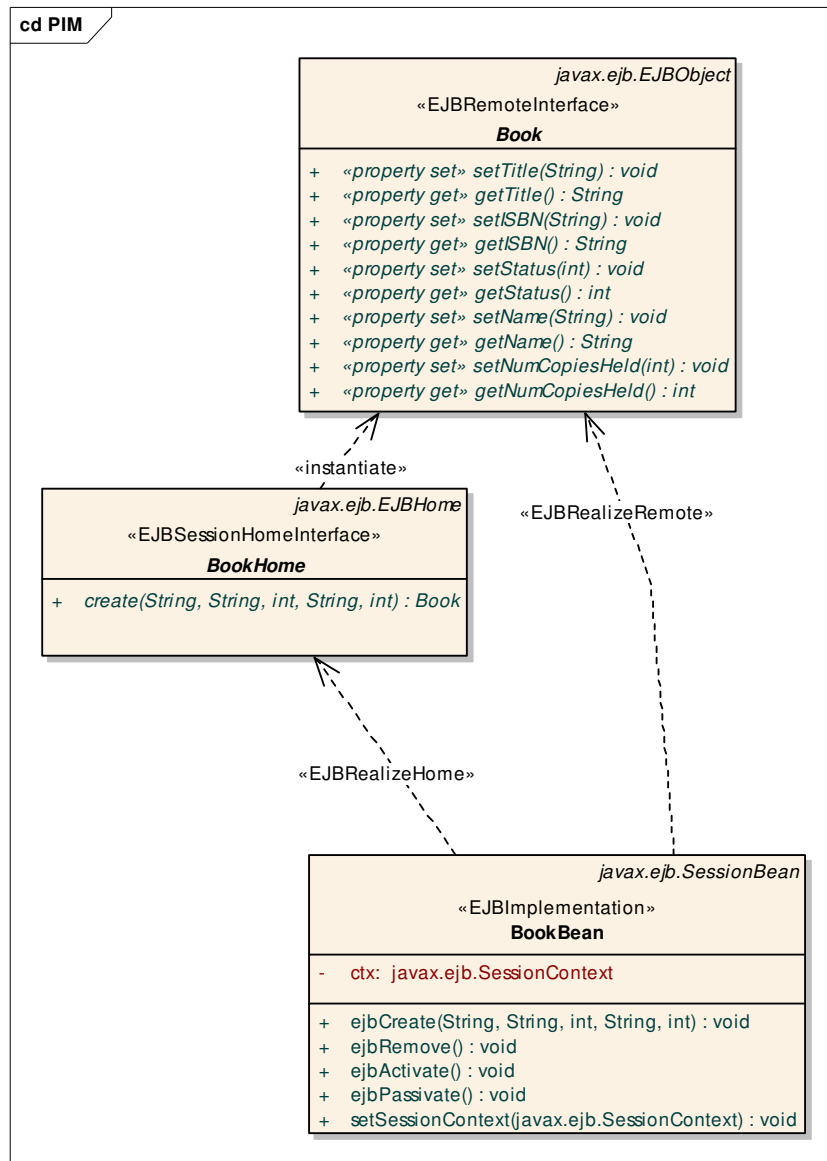 cd PIM
javax.ejb.EJBObject
«EJBRemoteInterface»
Book
+ «property set» setTitle(String) : void
+ «property get» getTitle() : String
+ «property set» setISBN(String) : void
+ «property get» getISBN() : String
+ «property set» setStatus(int) : void
+ «property get» getStatus() : int
+ «property set» setName(String) : void
+ «property get» getName() : String
+ «property set» setNumCopiesHeld(int) : void
+ «property get» getNumCopiesHeld() : int
«instantiate»
javax.ejb.EJBHome
«EJBSessionHomeInterface»
BookHome
+ create(String, String, int, String, int) : Book
«EJBRealizeRemote»
«EJBRealizeHome»
javax.ejb.SessionBean
«EJBImplementation»
BookBean
- ctx: javax.ejb.SessionContext
+ ejbCreate(String, String, int, String, int) : void
+ ejbRemove() : void
+ ejbActivate() : void
+ ejbPassivate() : void
+ setSessionContext(javax.ejb.SessionContext) : void